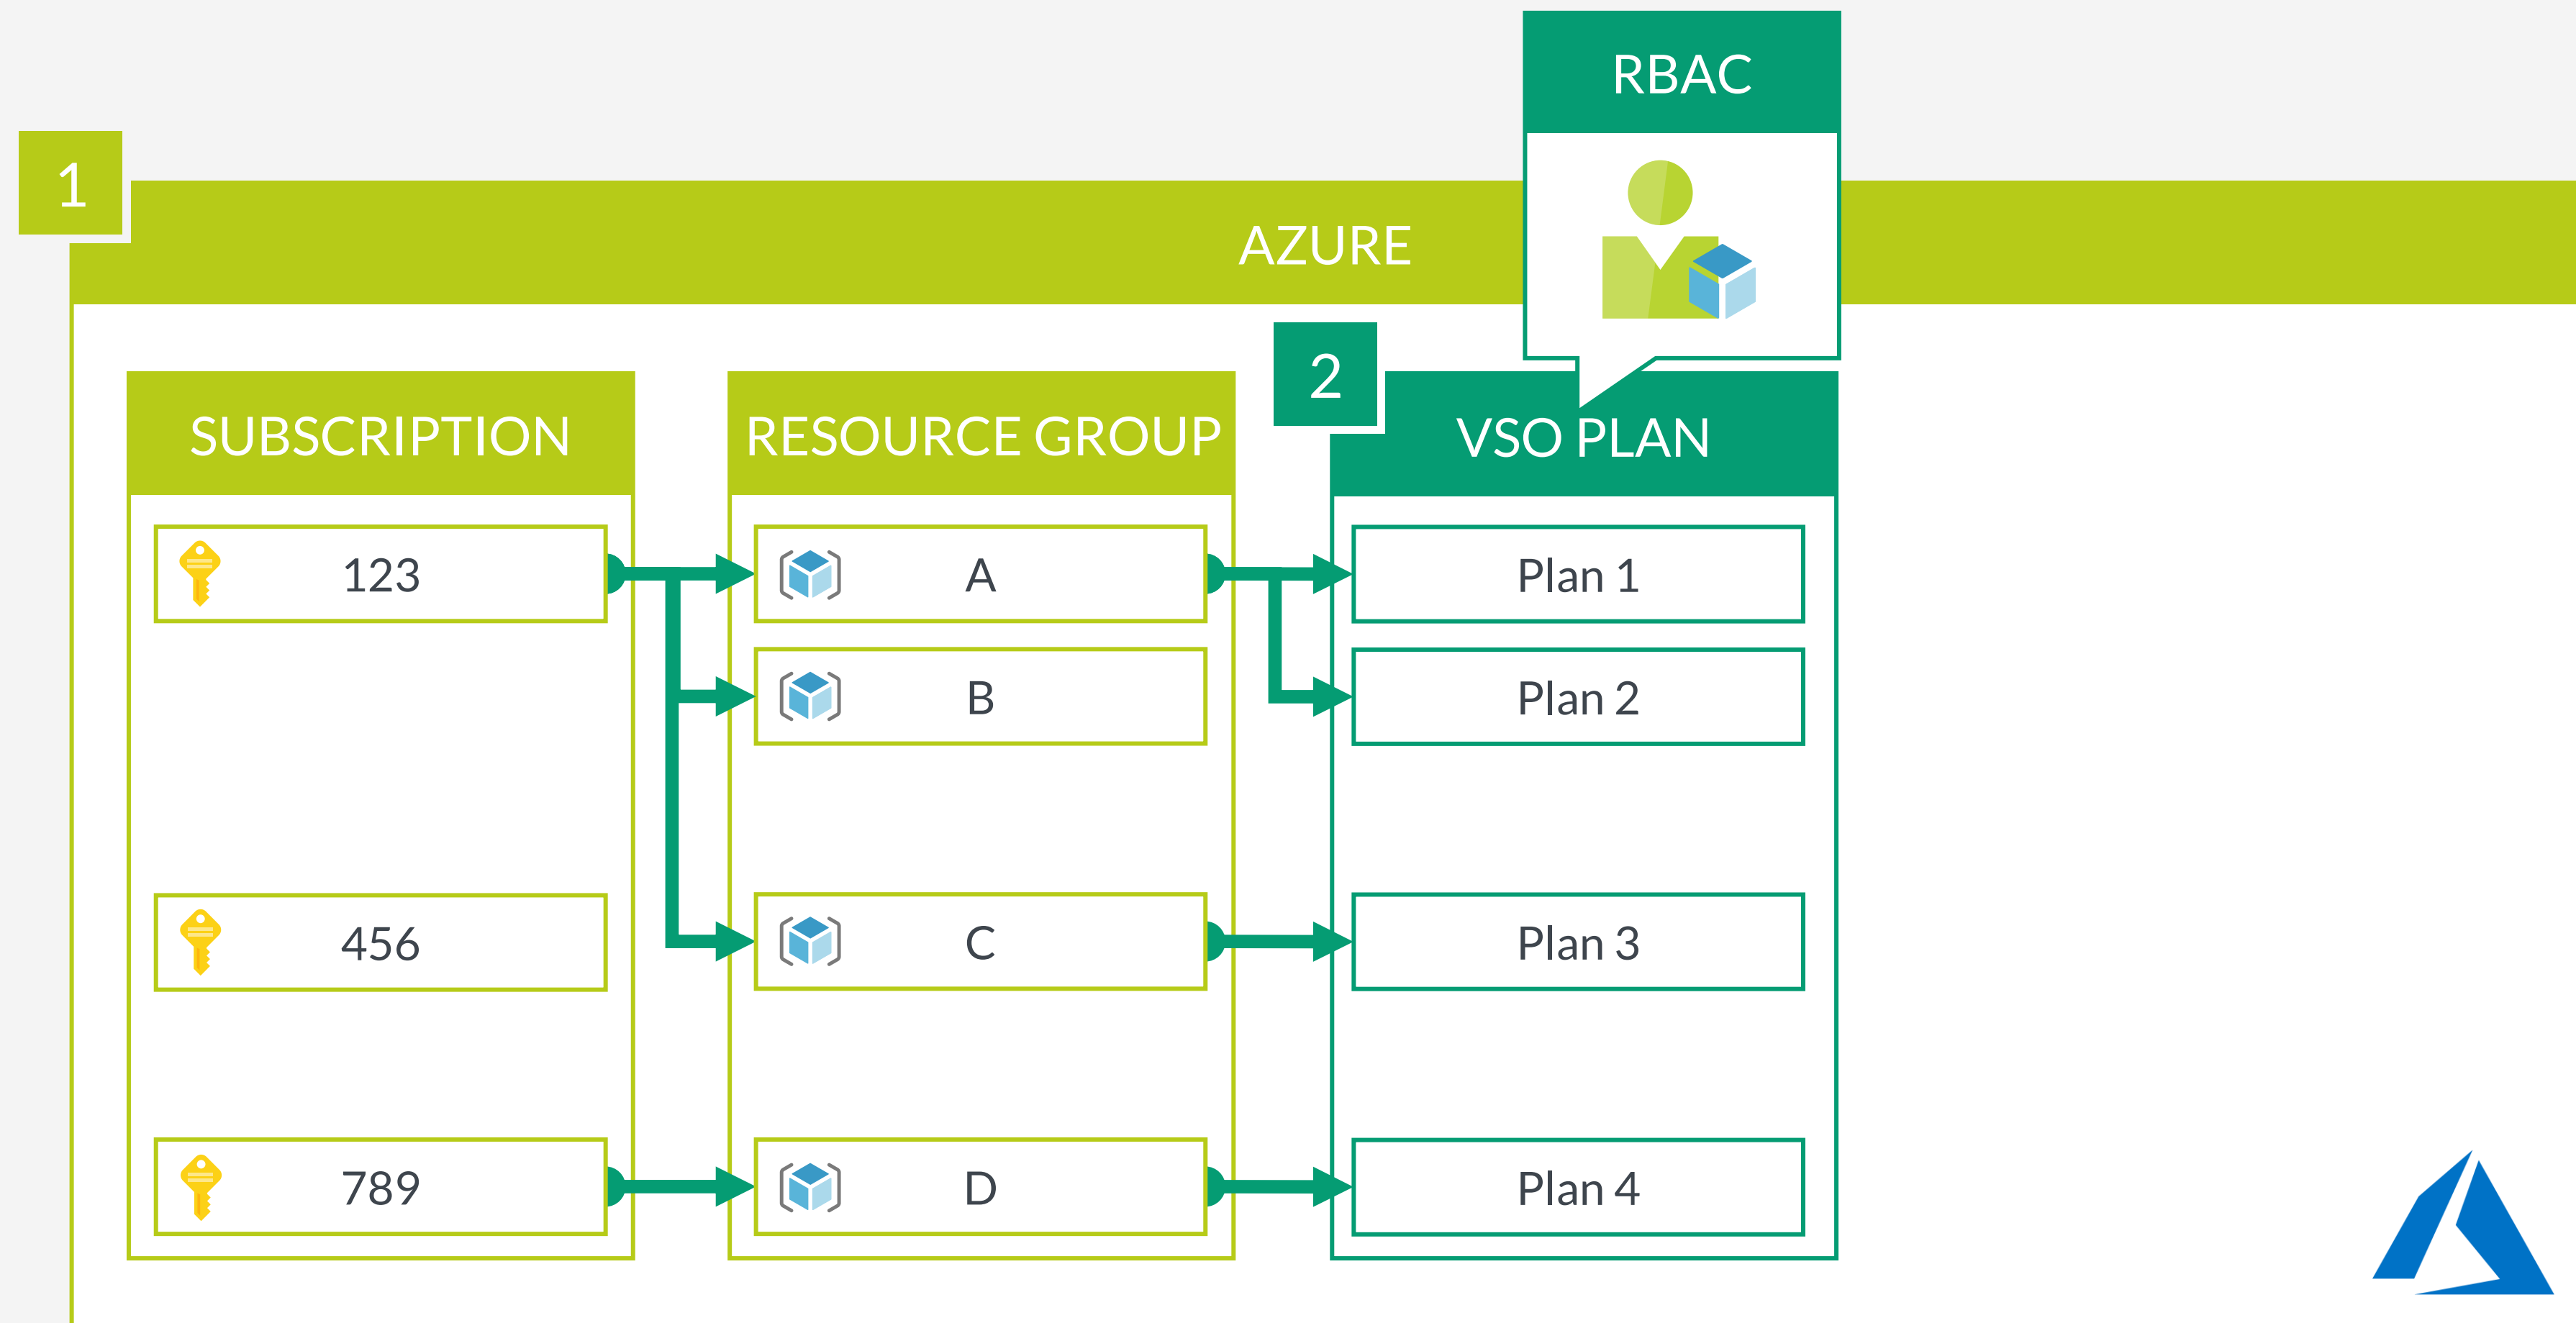 RBAC
1
AZURE
2
SUBSCRIPTION
RESOURCE GROUP
VSO PLAN
123
A
Plan 1
B
Plan 2
456
C
Plan 3
789
D
Plan 4